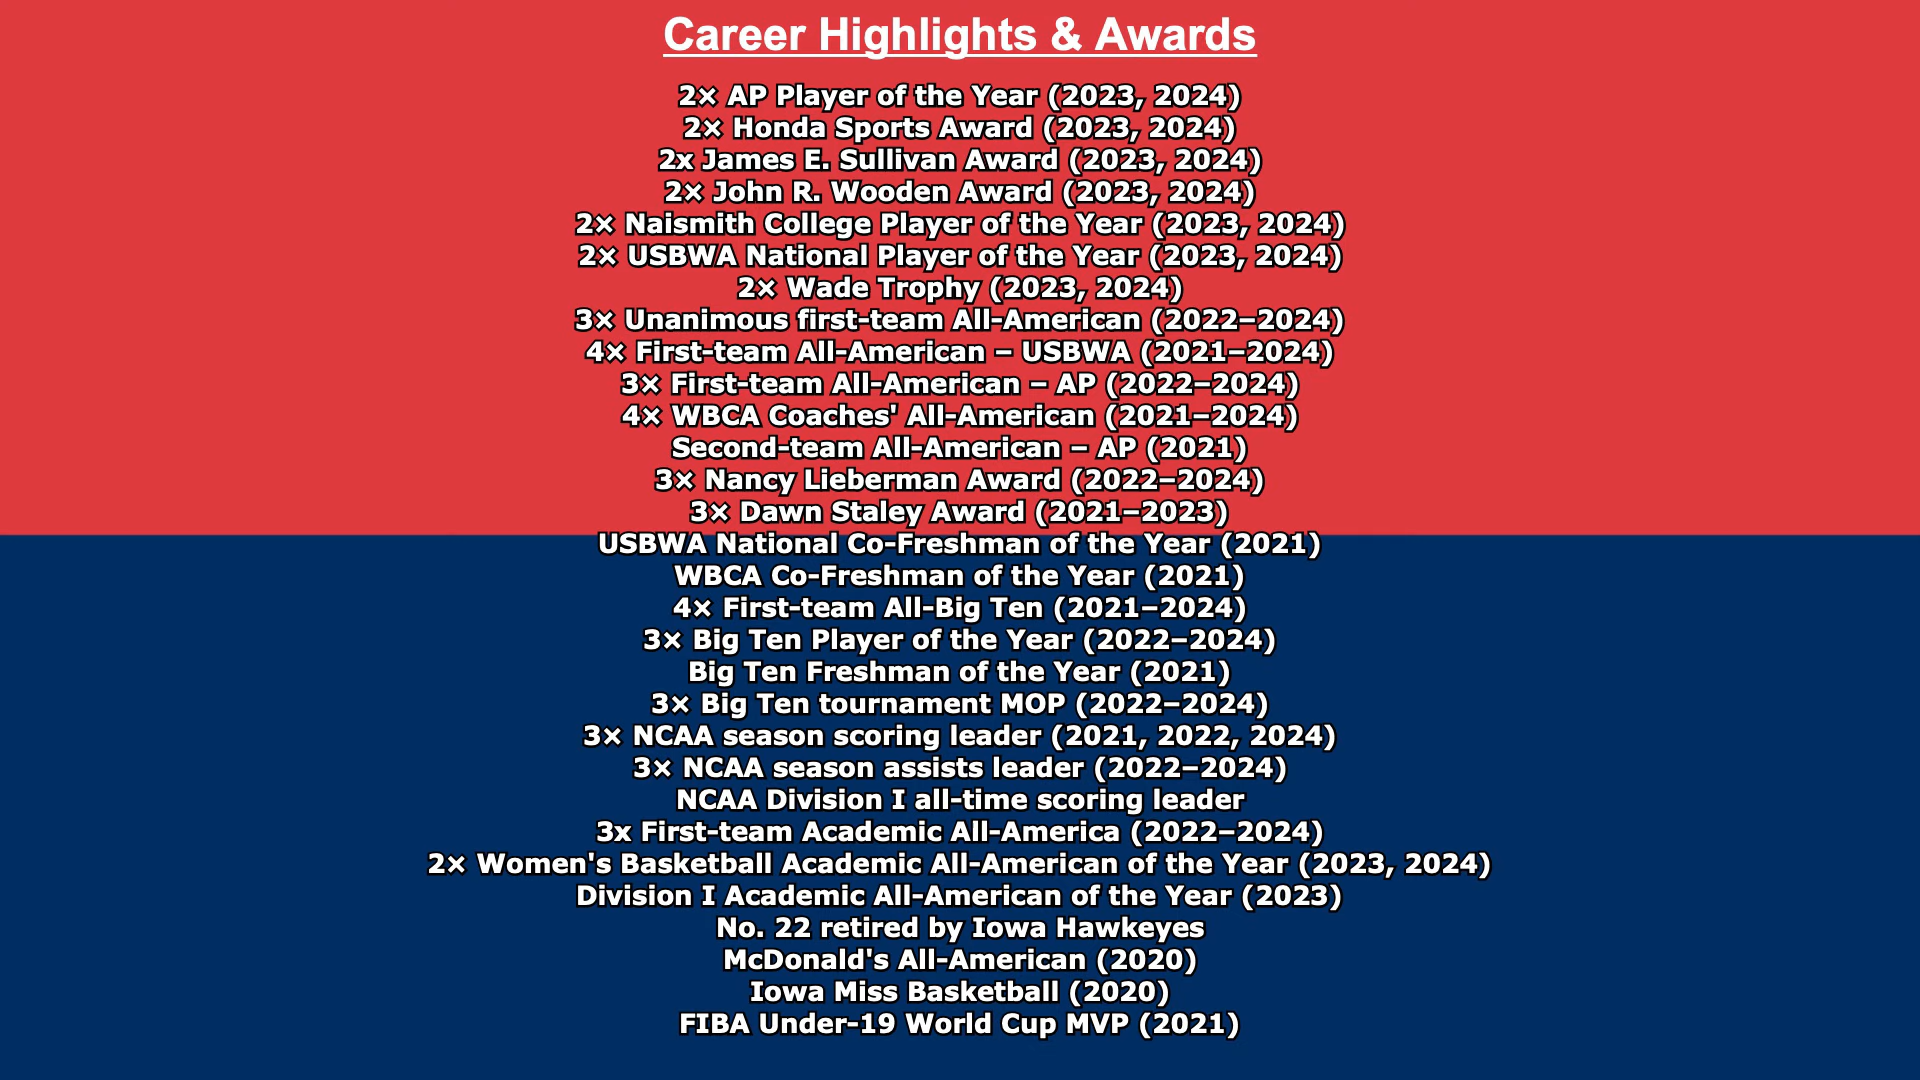 Career Highlights & Awards
2× AP Player of the Year (2023, 2024)
2× Honda Sports Award (2023, 2024)
2x James E. Sullivan Award (2023, 2024)
2× John R. Wooden Award (2023, 2024)
2× Naismith College Player of the Year (2023, 2024)
2× USBWA National Player of the Year (2023, 2024)
2× Wade Trophy (2023, 2024)
3× Unanimous first-team All-American (2022–2024)
4× First-team All-American – USBWA (2021–2024)
3× First-team All-American – AP (2022–2024)
4× WBCA Coaches' All-American (2021–2024)
Second-team All-American – AP (2021)
3× Nancy Lieberman Award (2022–2024)
3× Dawn Staley Award (2021–2023)
USBWA National Co-Freshman of the Year (2021)
WBCA Co-Freshman of the Year (2021)
4× First-team All-Big Ten (2021–2024)
3× Big Ten Player of the Year (2022–2024)
Big Ten Freshman of the Year (2021)
3× Big Ten tournament MOP (2022–2024)
3× NCAA season scoring leader (2021, 2022, 2024)
3× NCAA season assists leader (2022–2024)
NCAA Division I all-time scoring leader
3x First-team Academic All-America (2022–2024)
2× Women's Basketball Academic All-American of the Year (2023, 2024)
Division I Academic All-American of the Year (2023)
No. 22 retired by Iowa Hawkeyes
McDonald's All-American (2020)
Iowa Miss Basketball (2020)
FIBA Under-19 World Cup MVP (2021)